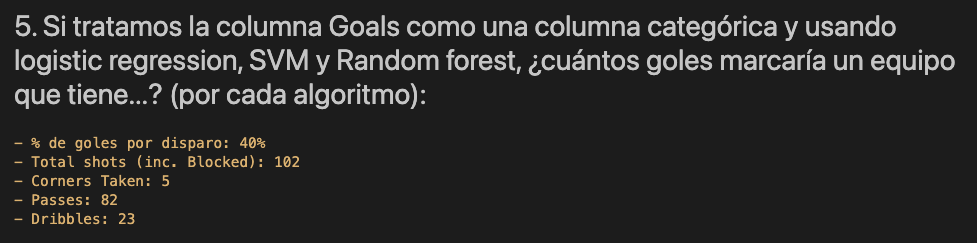 5. Si tratamos la columna Goals como una columna categórica y usando
logistic regression, SVM y Random forest, ¿cuántos goles marcaría un equipo
que tiene...? (por cada algoritmo):
- % de goles por disparo: 40%
- Total shots (inc. Blocked): 102
- Corners Taken: 5
- Passes: 82
- Dribbles: 23